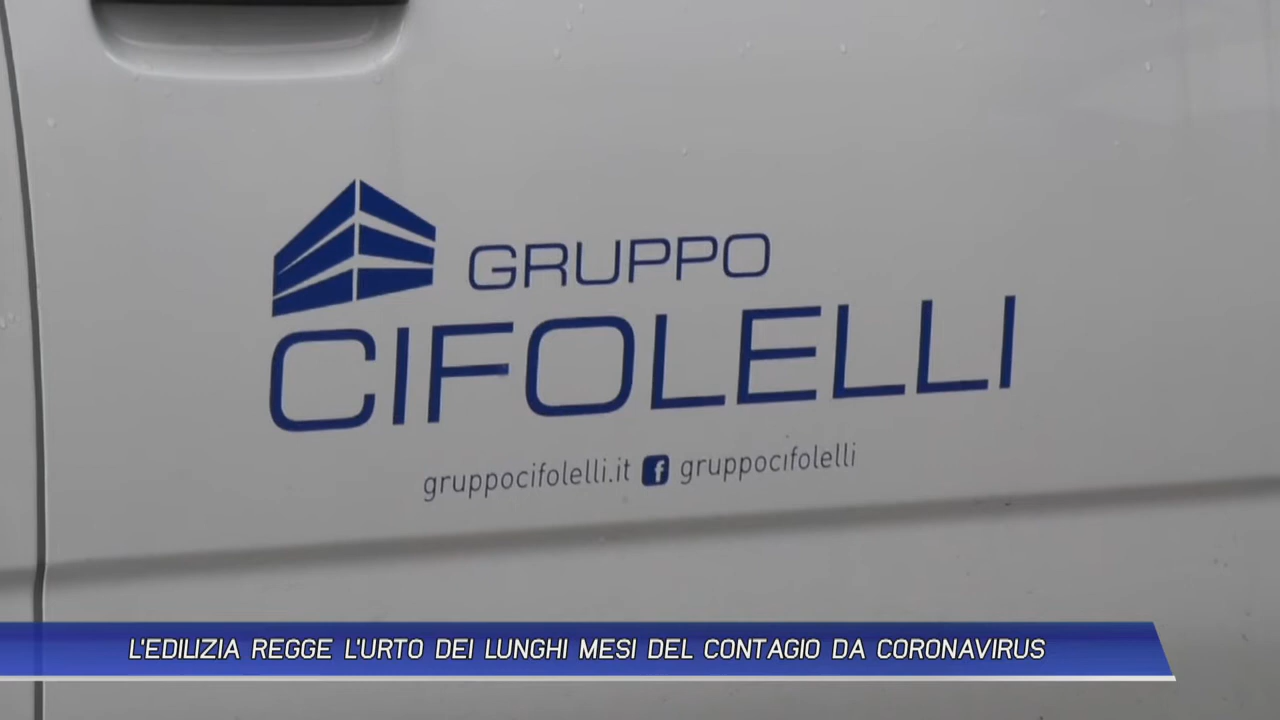 GRUPPO
CIFOLELLI
gruppocifolelli.it f gruppocifolelli
L'EDILIZIA REGGE L'URTO DEI LUNGHI MESI DEL CONTAGIO DA CORONAVIRUS